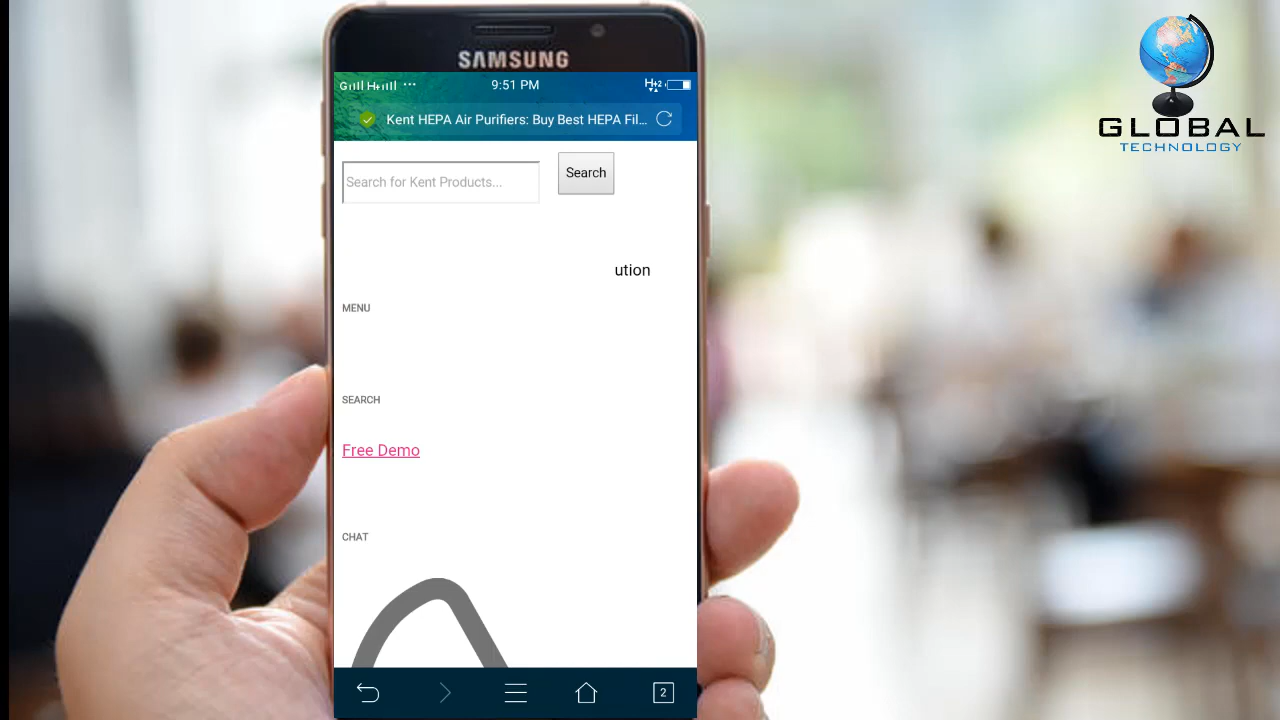 SAMSUNG
9:51 PM
H+2
Kent HEPA Air Purifiers: Buy Best HEPA Fil...
Search for Kent Products...
Search
ution
MENU
SEARCH
Free Demo
CHAT
2
GLOBAL
TECHNOLOGY